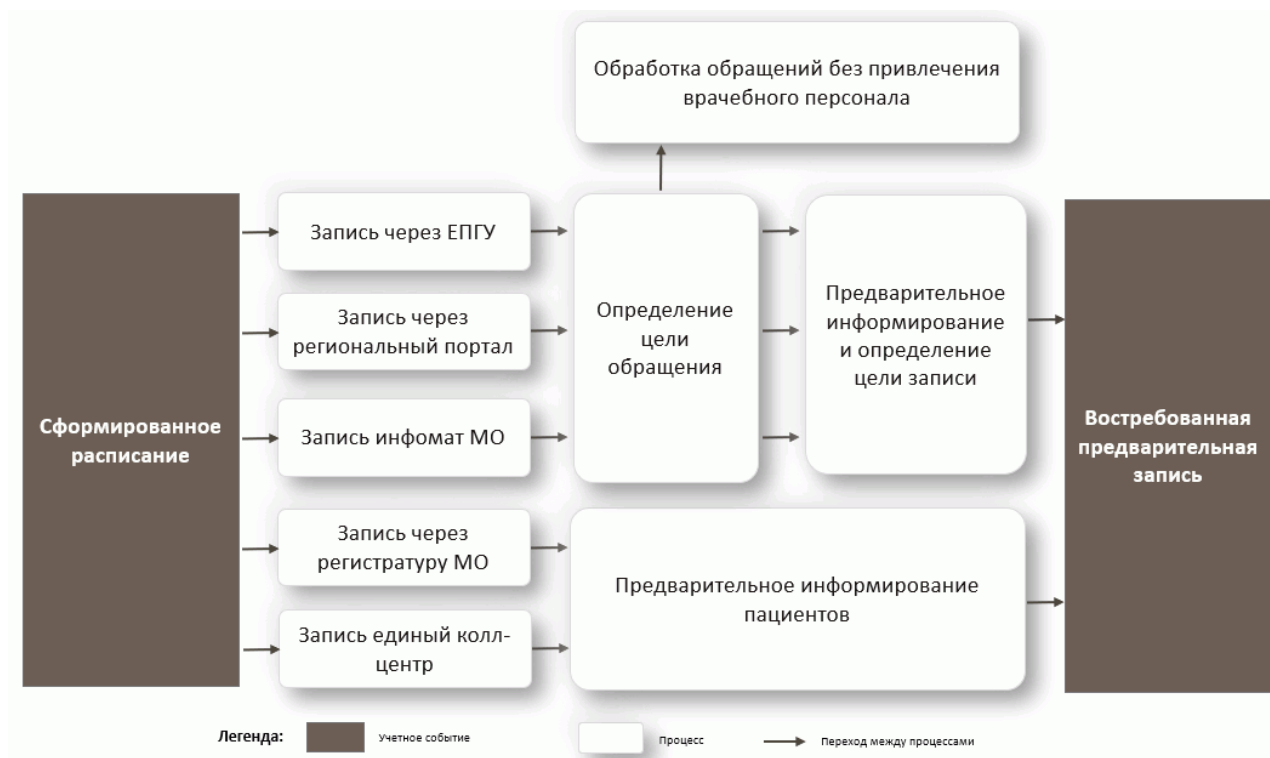 Обработка обращений без привлечения
врачебного персонала
Сформированное
расписание
Запись через ЕПГУ
Запись через
региональный портал
Запись инфомат МО
Запись через
регистратуру МО
Запись единый колл-
центр
Определение
цели
обращения
Предварительное
информирование
и определение
цели записи
Предварительное информирование
пациентов
Востребованная
предварительная
запись
Легенда:
Учетное событие
Процесс
Переход между процессами